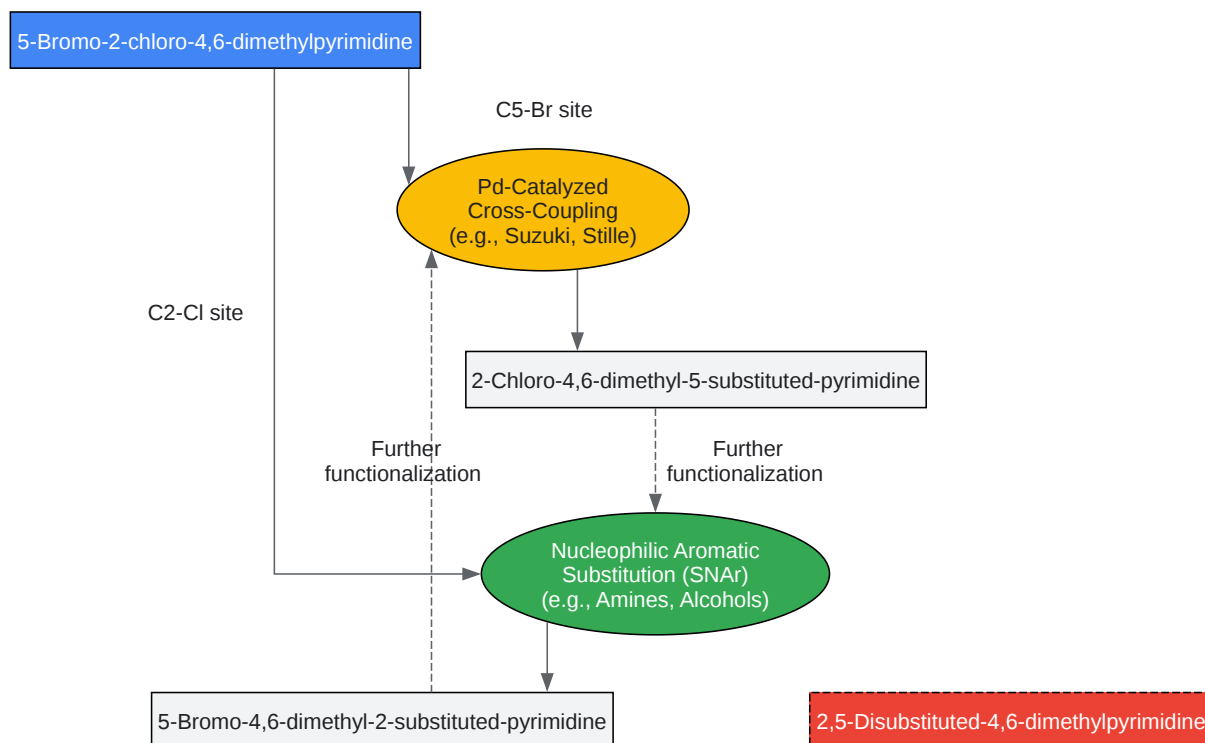 5-Bromo-2-chloro-4,6-dimethylpyrimidine
C5-Br site
Pd-Catalyzed
Cross-Coupling
(e.g., Suzuki, Stille)
C2-Cl site
2-Chloro-4,6-dimethyl-5-substituted-pyrimidine
Further
functionalization
Further
functionalization
Nucleophilic Aromatic
Substitution (SNAr)
(e.g., Amines, Alcohols)
5-Bromo-4,6-dimethyl-2-substituted-pyrimidine
2,5-Disubstituted-4,6-dimethylpyrimidine